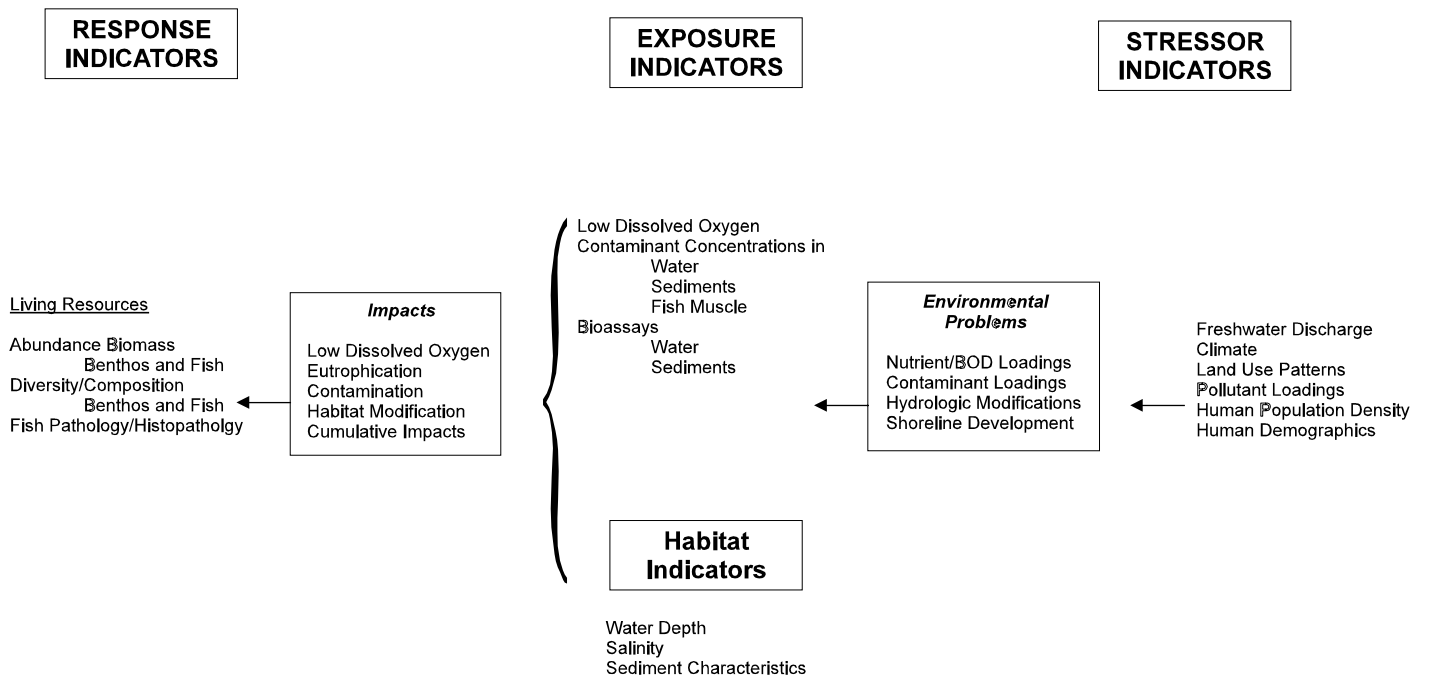 RESPONSE
INDICATORS
EXPOSURE
INDICATORS
STRESSOR
INDICATORS
Living Resources
Abundance Biomass
Benthos and Fish
Diversity/Composition
Benthos and Fish
Fish Pathology/Histopatholgy
Impacts
Low Dissolved Oxygen
Eutrophication
Contamination
Habitat Modification
Cumulative Impacts
Low Dissolved Oxygen
Contaminant Concentrations in
Water
Sediments
Fish Muscle
Bioassays
Water
Sediments
Habitat
Indicators
Water Depth
Salinity
Sediment Characteristics
Environmental
Problems
Nutrient/BOD Loadings
Contaminant Loadings
Hydrologic Modifications
Shoreline Development
Freshwater Discharge
Climate
Land Use Patterns
Pollutant Loadings
Human Population Density
Human Demographics